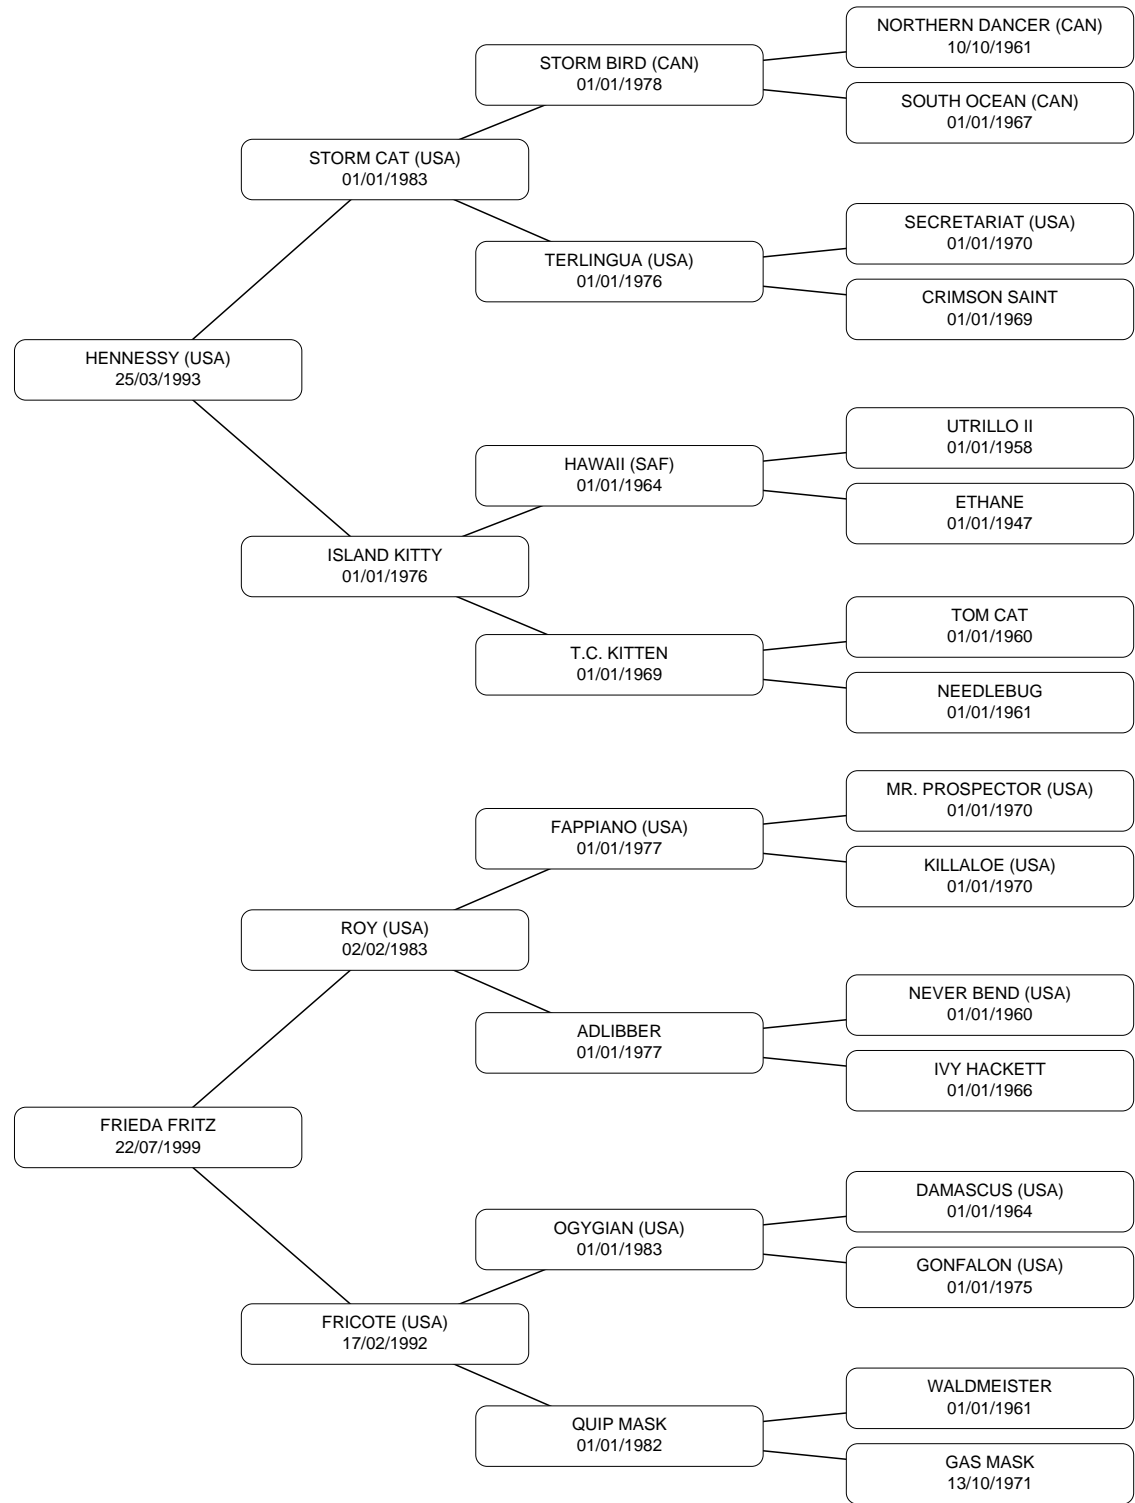 NORTHERN DANCER (CAN)
10/10/1961
STORM BIRD (CAN)
01/01/1978
SOUTH OCEAN (CAN)
01/01/1967
STORM CAT (USA)
01/01/1983
SECRETARIAT (USA)
01/01/1970
TERLINGUA (USA)
01/01/1976
CRIMSON SAINT
01/01/1969
HENNESSY (USA)
25/03/1993
UTRILLO II
01/01/1958
HAWAII (SAF)
01/01/1964
ETHANE
01/01/1947
ISLAND KITTY
01/01/1976
TOM CAT
01/01/1960
T.C. KITTEN
01/01/1969
NEEDLEBUG
01/01/1961
MR. PROSPECTOR (USA)
01/01/1970
FAPPIANO (USA)
01/01/1977
KILLALOE (USA)
01/01/1970
ROY (USA)
02/02/1983
NEVER BEND (USA)
01/01/1960
ADLIBBER
01/01/1977
IVY HACKETT
01/01/1966
FRIEDA FRITZ
22/07/1999
DAMASCUS (USA)
01/01/1964
OGYGIAN (USA)
01/01/1983
GONFALON (USA)
01/01/1975
FRICOTE (USA)
17/02/1992
WALDMEISTER
01/01/1961
QUIP MASK
01/01/1982
GAS MASK
13/10/1971